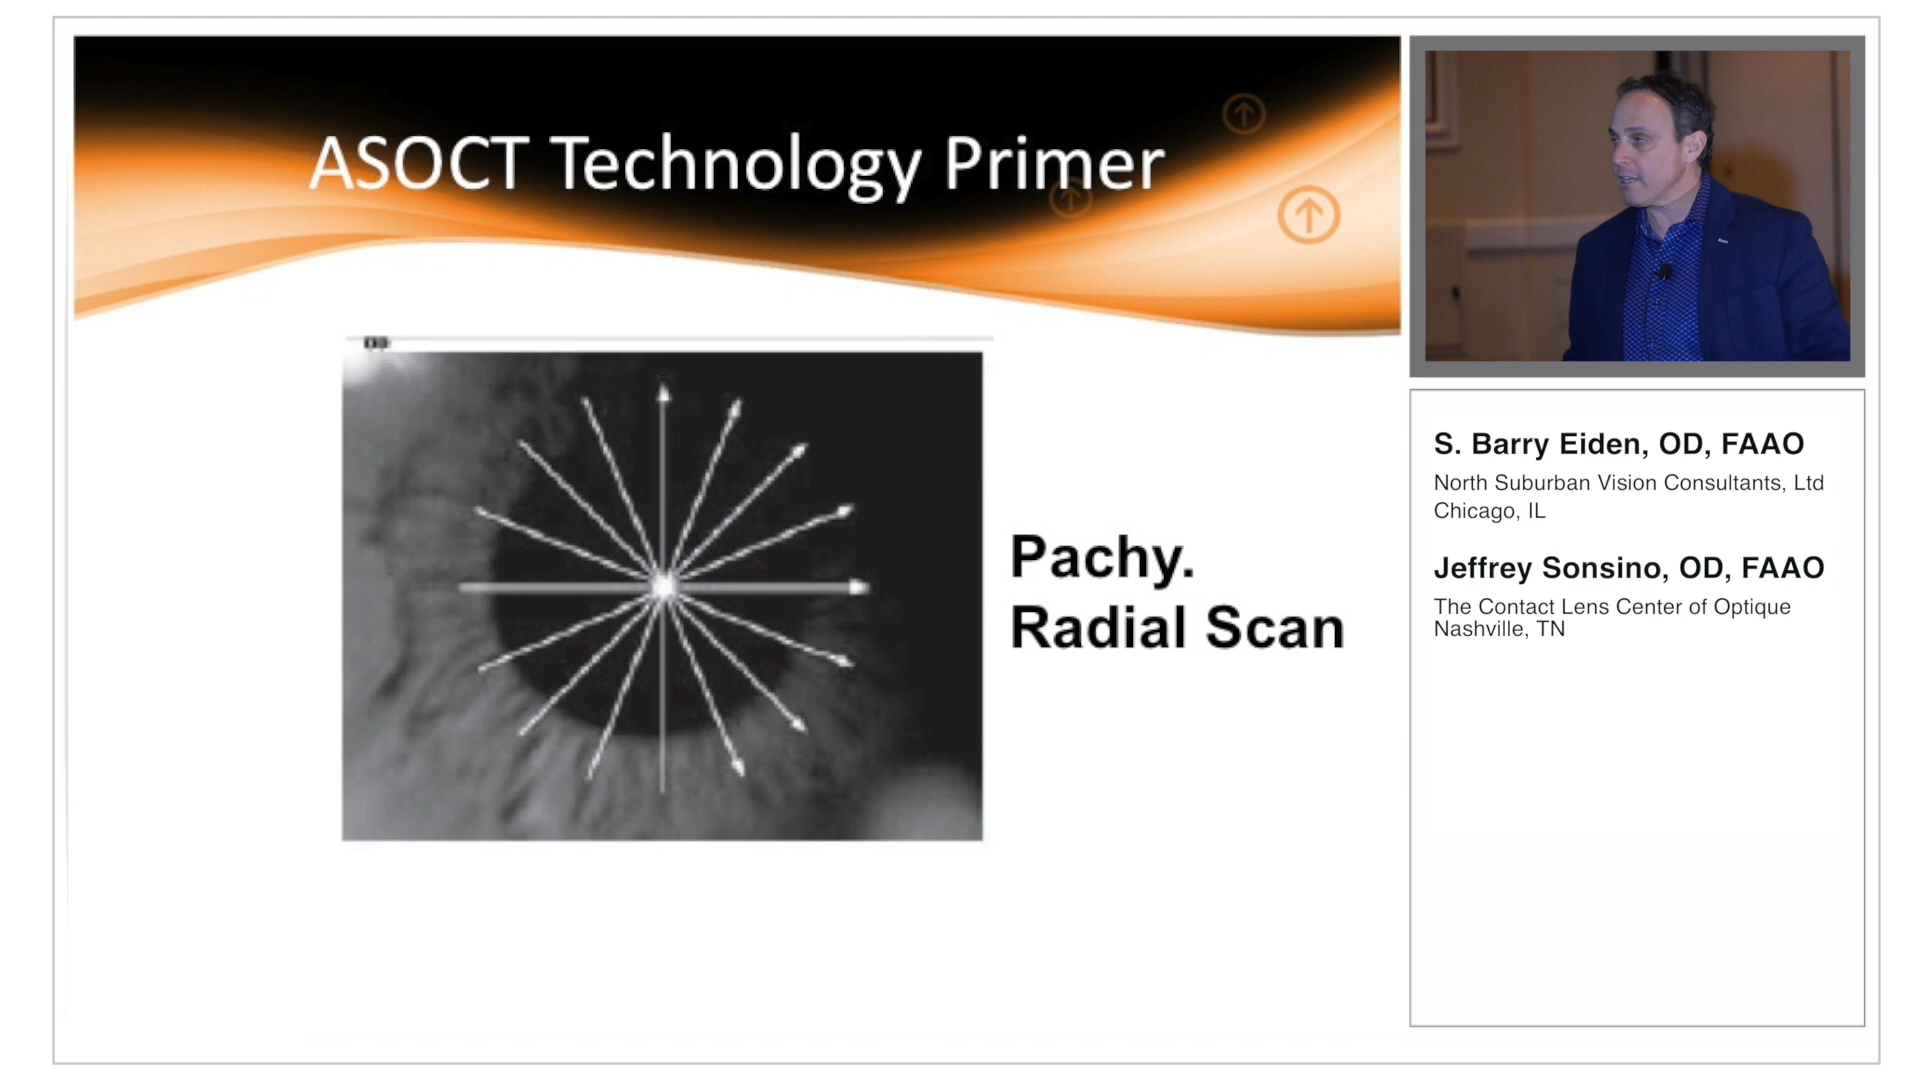 ASOCT Technology Primer
Pachy.
Radial Scan
S. Barry Eiden, OD, FAAO
North Suburban Vision Consultants, Ltd
Chicago, IL
Jeffrey Sonsino, OD, FAAO
The Contact Lens Center of Optique
Nashville, TN